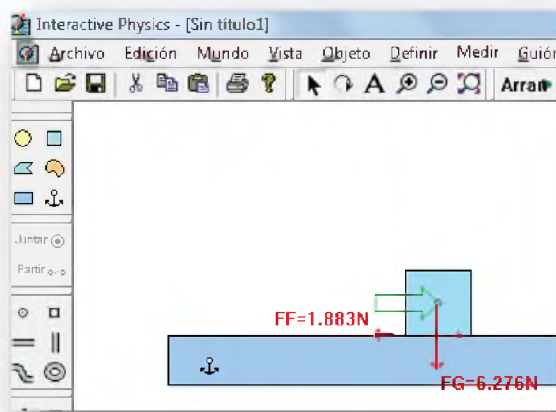 Interactive Physics - [Sin título1]
Archivo Edición Mundo Vista Objeto Definir Medir Guión
A Arran
Juntar
Partir
FF=1.883N
FG=6.276N